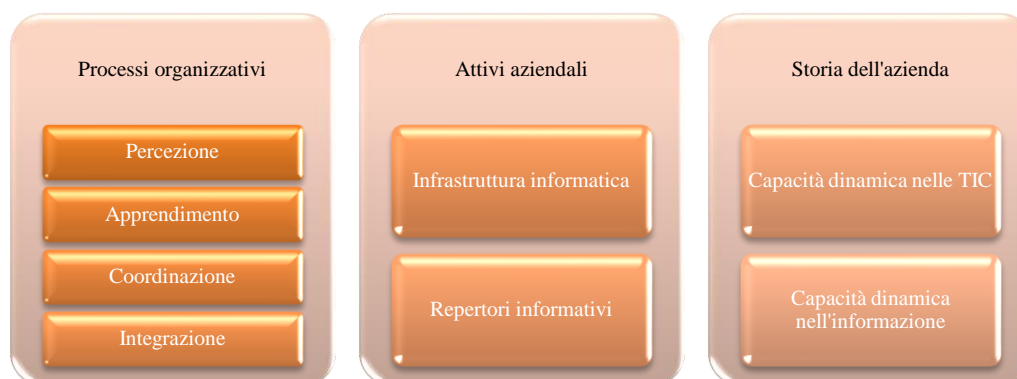 Processi organizzativi
Percezione
Apprendimento
Coordinazione
Integrazione
Attivi aziendali
Infrastruttura informatica
Repertori informativi
Storia dell'azienda
Capacità dinamica nelle TIC
Capacità dinamica
nell'informazione